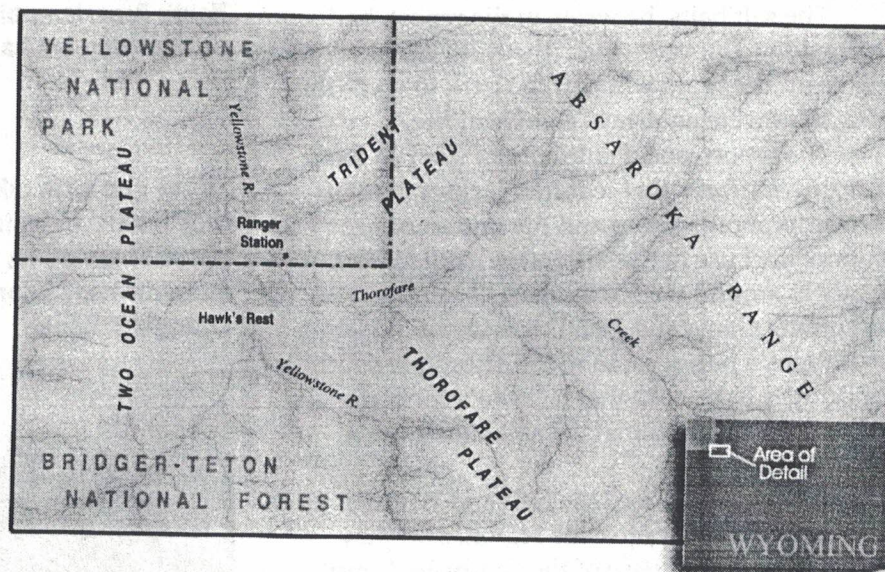 YELLOWSTONE
NATIONAL
PARK
Yellowstone R.
TRIDENT
PLATEAU
ABSAROKA RANGE
TWO OCEAN PLATEAU
Ranger
Station
Thorofare
Creek
Hawk's Rest
Yellowstone R.
THOROFARE
PLATEAU
BRIDGER-TETON
NATIONAL FOREST
Area of
Detail
WYOMING